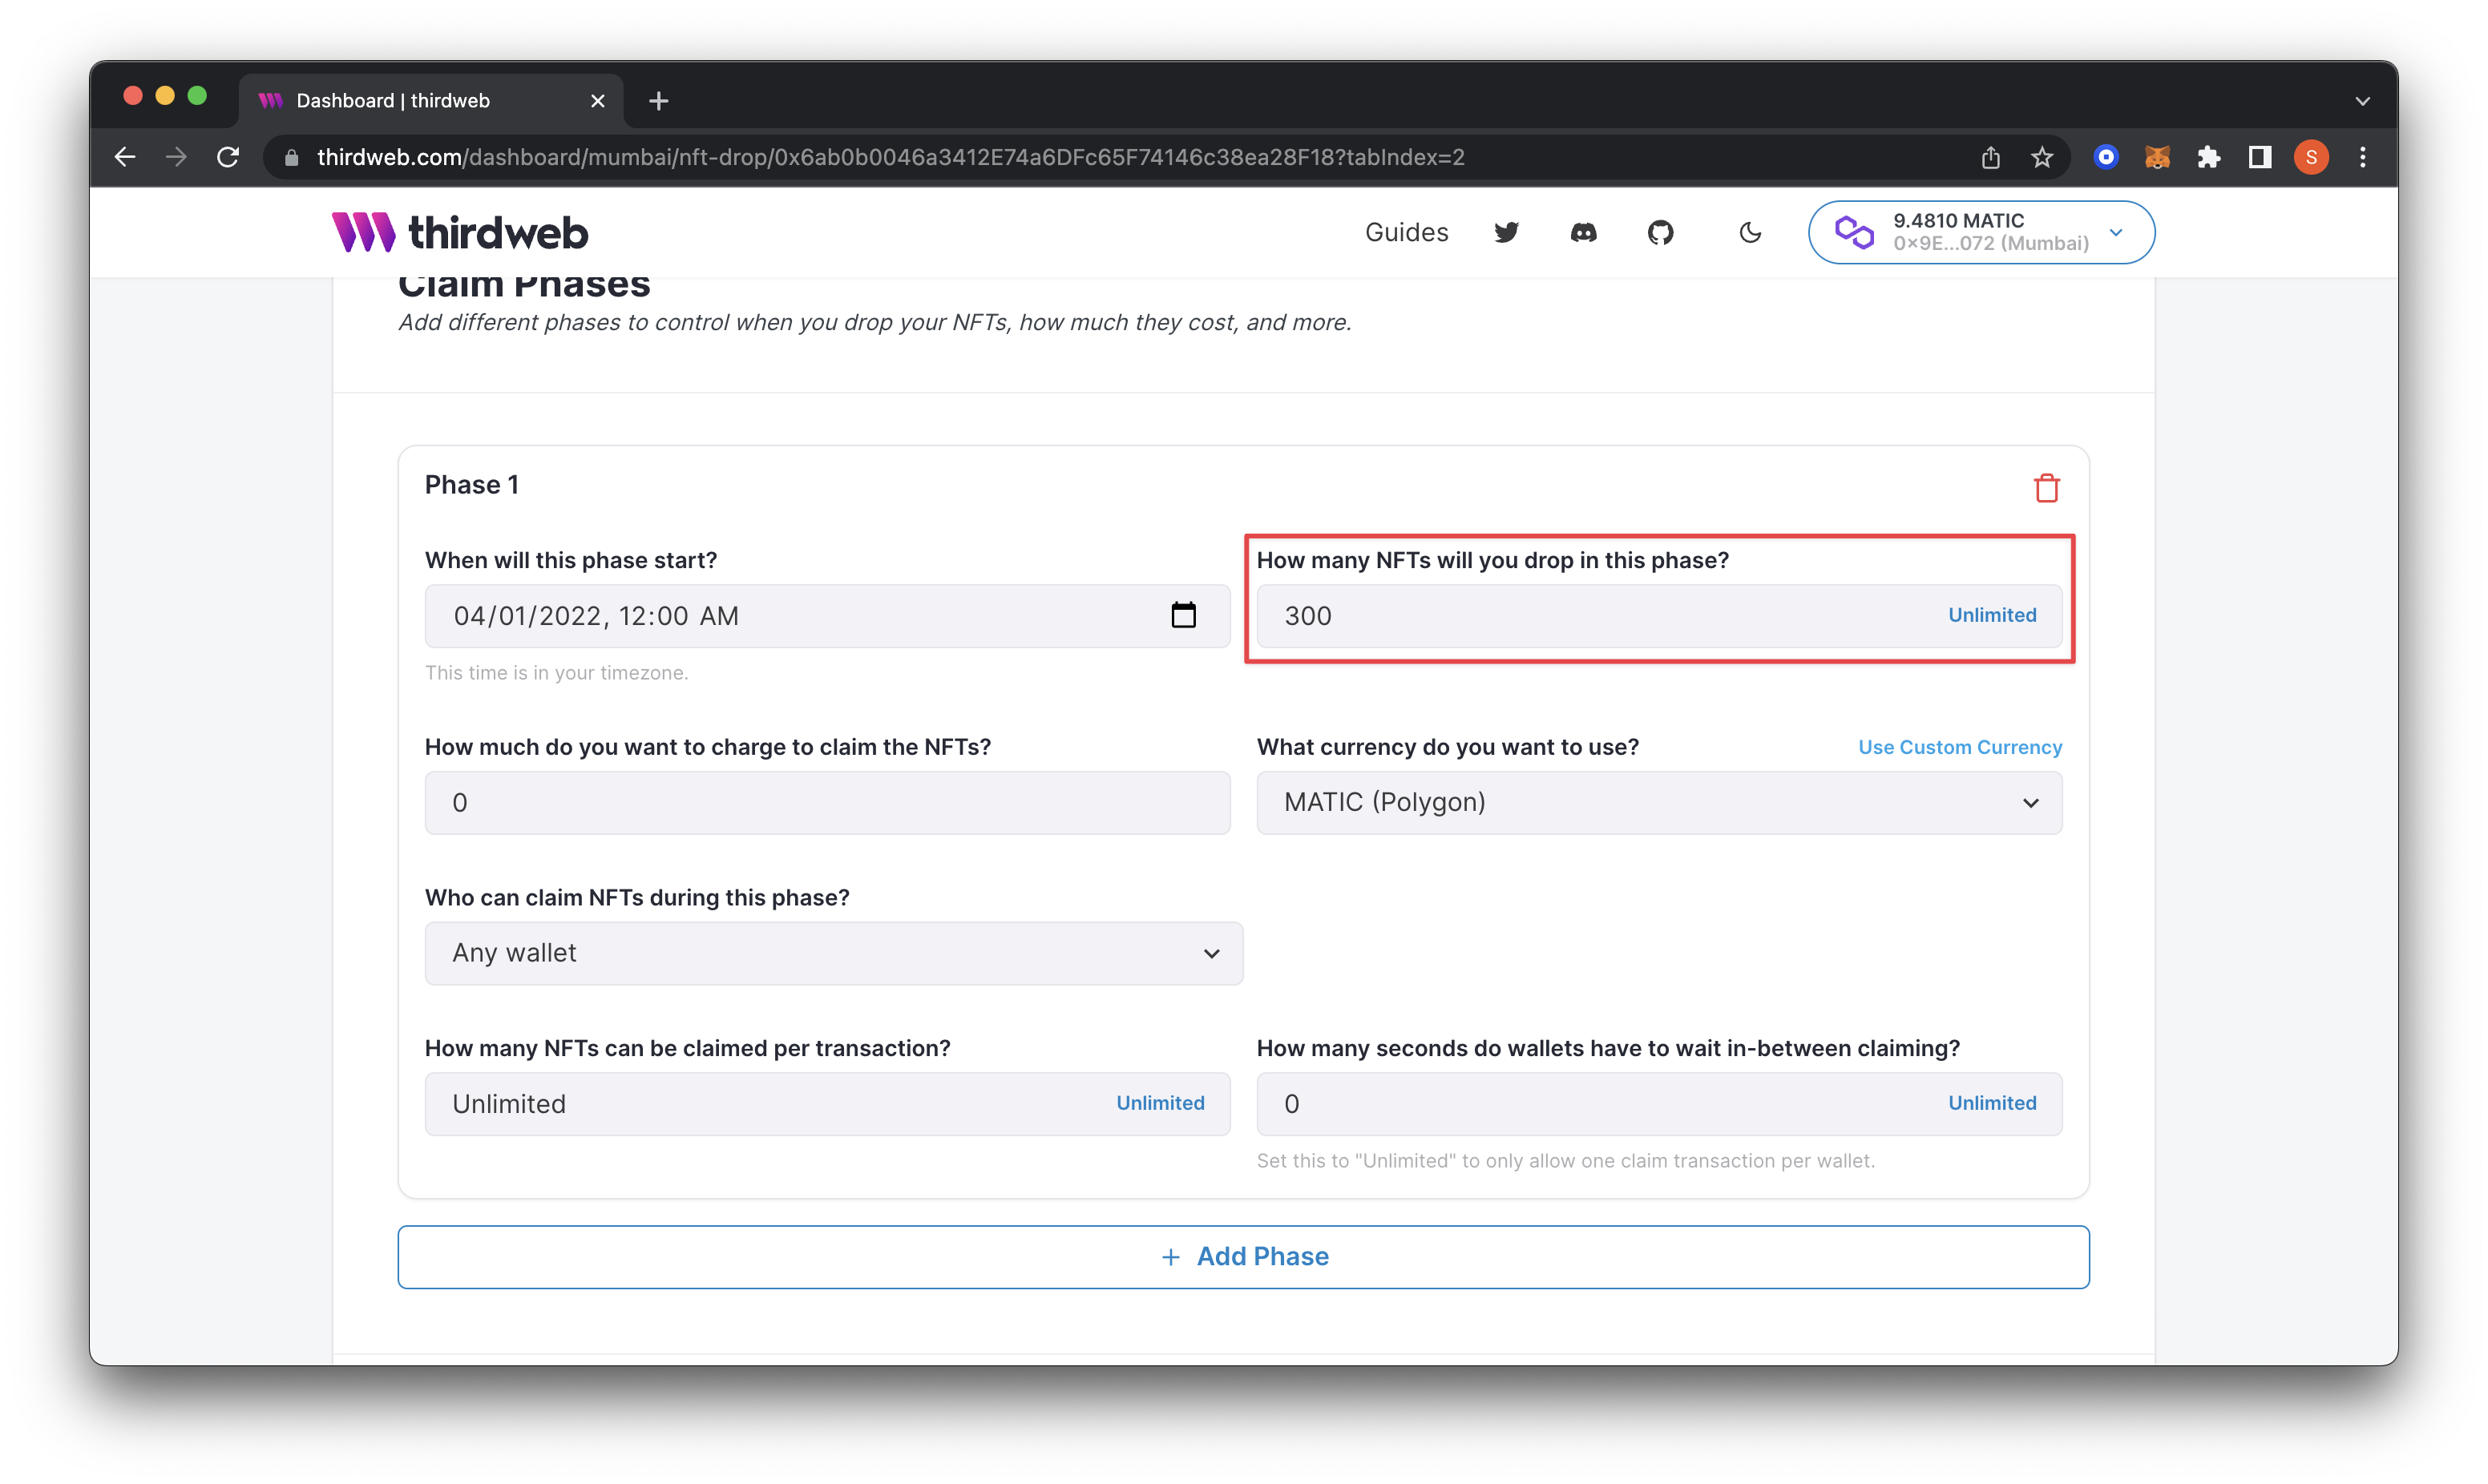 Dashboard | thirdweb
thirdweb.com/dashboard/mumbai/nft-drop/0x6ab0b0046a3412E74a6DFc65F74146c38ea28F18?tabIndex=2
S
thirdweb
Guides
9.4810 MATIC
0x9E...072 (Mumbai)
Claim Phases
Add different phases to control when you drop your NFTs, how much they cost, and more.
Phase 1
When will this phase start?
04/01/2022, 12:00 AM
This time is in your timezone.
How many NFTs will you drop in this phase?
300 Unlimited
How much do you want to charge to claim the NFTs?
0
What currency do you want to use? Use Custom Currency
MATIC (Polygon)
Who can claim NFTs during this phase?
Any wallet
How many NFTs can be claimed per transaction?
Unlimited Unlimited
How many seconds do wallets have to wait in-between claiming?
0 Unlimited
Set this to "Unlimited" to only allow one claim transaction per wallet.
+ Add Phase